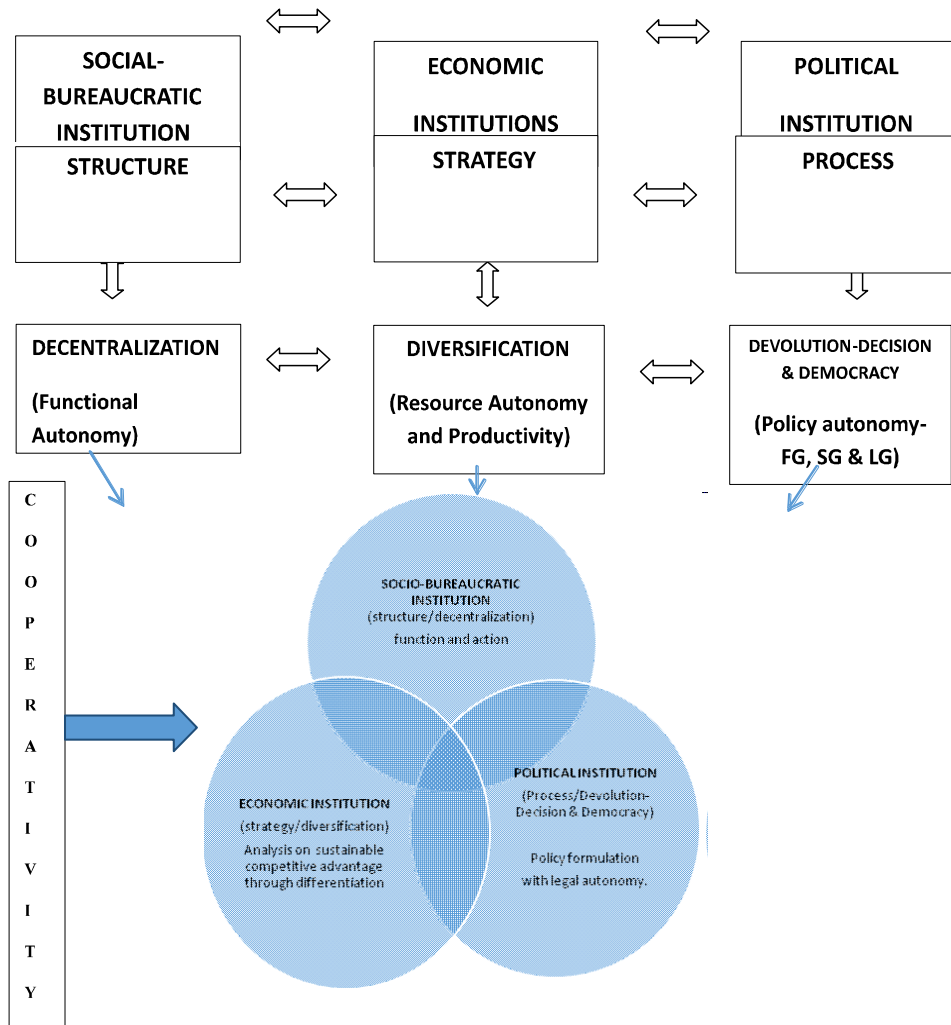 SOCIAL-
BUREAUCRATIC
INSTITUTION
STRUCTURE
ECONOMIC
INSTITUTIONS
STRATEGY
POLITICAL
INSTITUTION
PROCESS
DECENTRALIZATION
(Functional
Autonomy)
DIVERSIFICATION
(Resource Autonomy
and Productivity)
DEVOLUTION-DECISION
& DEMOCRACY
(Policy autonomy-
FG, SG & LG)
C
O
O
P
E
R
A
T
I
V
I
T
Y
SOCIO-BUREAUCRATIC
INSTITUTION
(structure/decentralization)
function and action
ECONOMIC INSTITUTION
(strategy/diversification)
Analysis on sustainable
competitive advantage
through differentiation
POLITICAL INSTITUTION
(Process/Devolution-
Decision & Democracy)
Policy formulation
with legal autonomy.